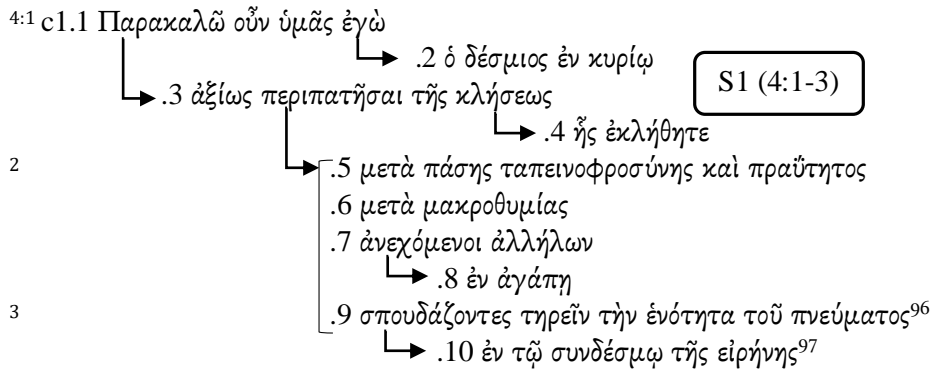 4:1 c1.1 Παρακαλῶ οὖν ὑμᾶς ἐγὼ
.2 ὁ δέσμιος ἐν κυρίῳ
S1 (4:1-3)
.3 ἀξίως περιπατῆσαι τῆς κλήσεως
.4 ἧς ἐκλήθητε
2 .5 μετὰ πάσης ταπεινοφροσύνης καὶ πραΰτητος
.6 μετὰ μακροθυμίας
.7 ἀνεχόμενοι ἀλλήλων
.8 ἐν ἀγάπῃ
3 .9 σπουδάζοντες τηρεῖν τὴν ἑνότητα τοῦ πνεύματος96
.10 ἐν τῷ συνδέσμῳ τῆς εἰρήνης97